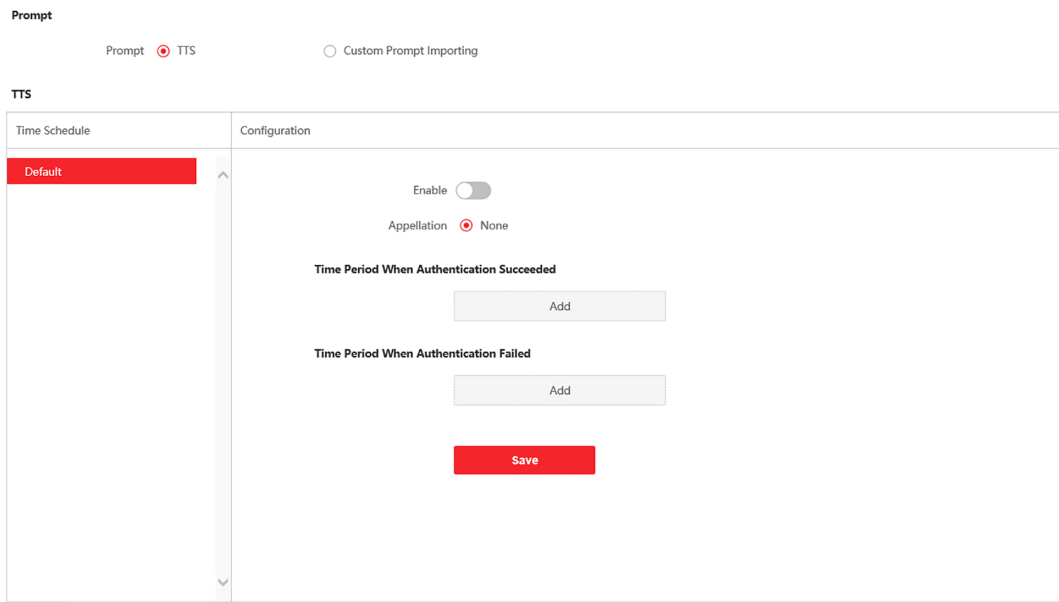 Prompt
Prompt TTS Custom Prompt Importing
TTS
Time Schedule Configuration
Default
Enable
Appellation None
Time Period When Authentication Succeeded
Add
Time Period When Authentication Failed
Add
Save